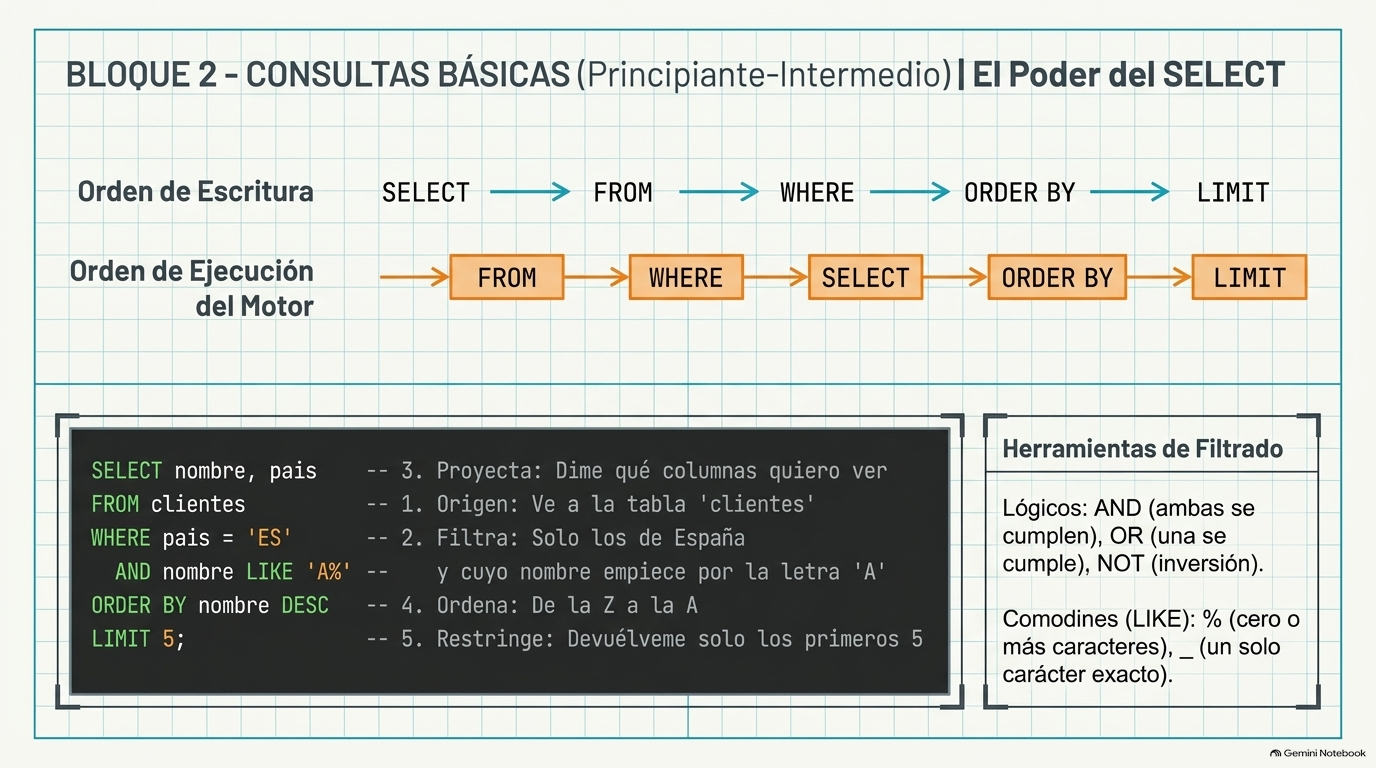 BLOQUE 2 - CONSULTAS BÁSICAS (Principiante-Intermedio) | El Poder del SELECT
Orden de Escritura
SELECT FROM WHERE ORDER BY LIMIT
Orden de Ejecución
del Motor
FROM WHERE SELECT ORDER BY LIMIT
SELECT nombre, pais -- 3. Proyecta: Dime qué columnas quiero ver
FROM clientes -- 1. Origen: Ve a la tabla 'clientes'
WHERE pais = 'ES' -- 2. Filtra: Solo los de España
AND nombre LIKE 'A%' -- y cuyo nombre empiece por la letra 'A'
ORDER BY nombre DESC -- 4. Ordena: De la Z a la A
LIMIT 5; -- 5. Restringe: Devuélveme solo los primeros 5
Herramientas de Filtrado
Lógicos: AND (ambas se
cumplen), OR (una se
cumple), NOT (inversión).
Comodines (LIKE): % (cero o
más caracteres), _ (un solo
carácter exacto).
Gemini Notebook